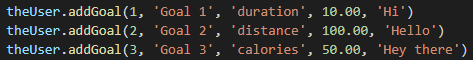 theUser.addGoal(1, 'Goal 1', 'duration', 10.00, 'Hi')
theUser.addGoal(2, 'Goal 2', 'distance', 100.00, 'Hello')
theUser.addGoal(3, 'Goal 3', 'calories', 50.00, 'Hey there')